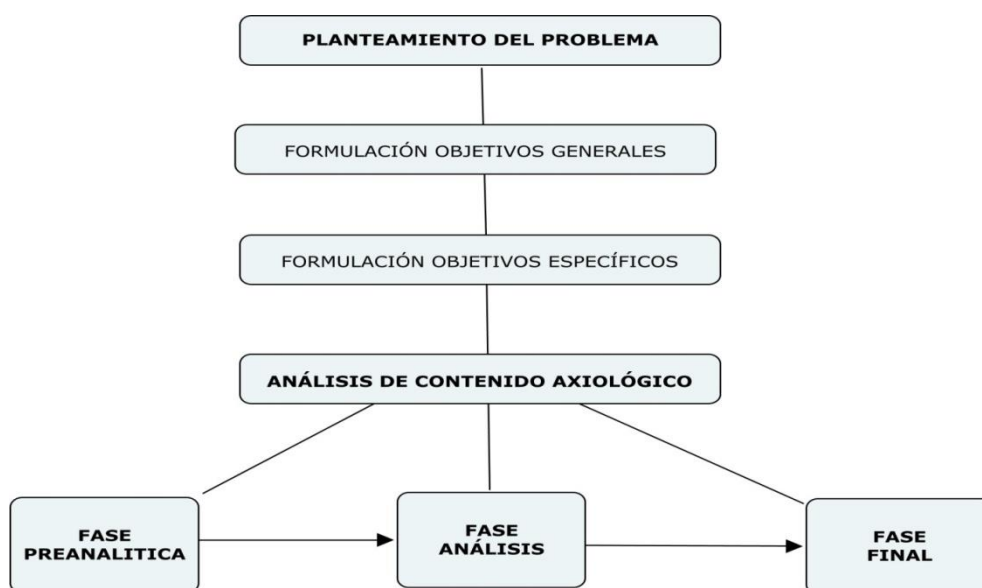 PLANTEAMIENTO DEL PROBLEMA
FORMULACIÓN OBJETIVOS GENERALES
FORMULACIÓN OBJETIVOS ESPECÍFICOS
ANÁLISIS DE CONTENIDO AXIOLÓGICO
FASE
PREANALITICA
FASE
ANÁLISIS
FASE
FINAL